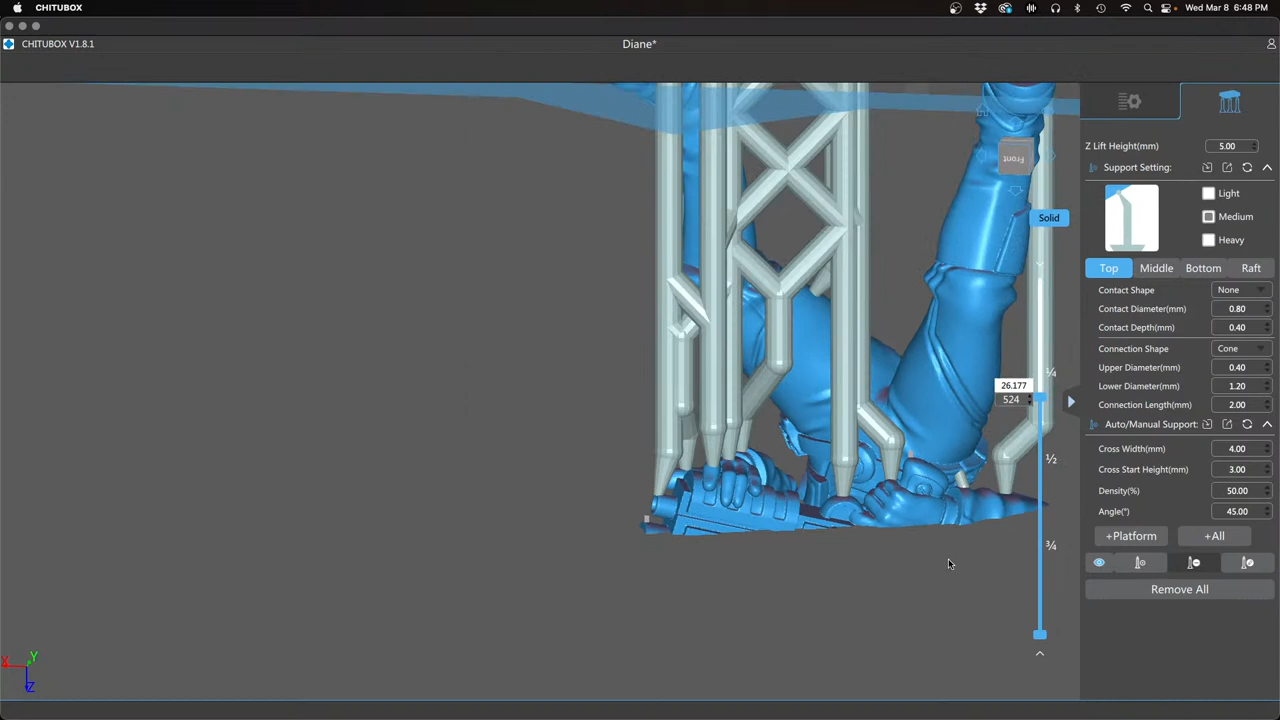 CHITUBOX
Wed Mar 8 6:48 PM
CHITUBOX V1.8.1
Diane*
Z Lift Height(mm) 5.00
Support Setting:
Light
Medium
Heavy
Top Middle Bottom Raft
Contact Shape None
Contact Diameter(mm) 0.80
Contact Depth(mm) 0.40
Connection Shape Cone
Upper Diameter(mm) 0.40
Lower Diameter(mm) 1.20
Connection Length(mm) 2.00
Auto/Manual Support:
Cross Width(mm) 4.00
Cross Start Height(mm) 3.00
Density(%) 50.00
Angle(°) 45.00
+Platform +All
Remove All
Front
Solid
¼
26.177
524
½
¾
X Y
Z